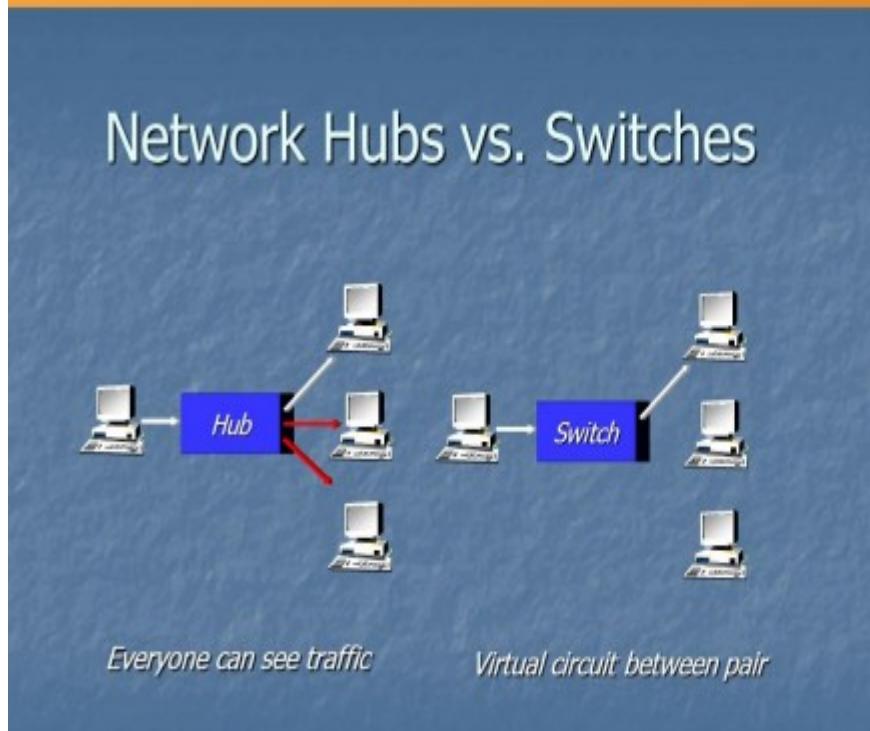 Network Hubs vs. Switches
Hub
Switch
Everyone can see traffic
Virtual circuit between pair